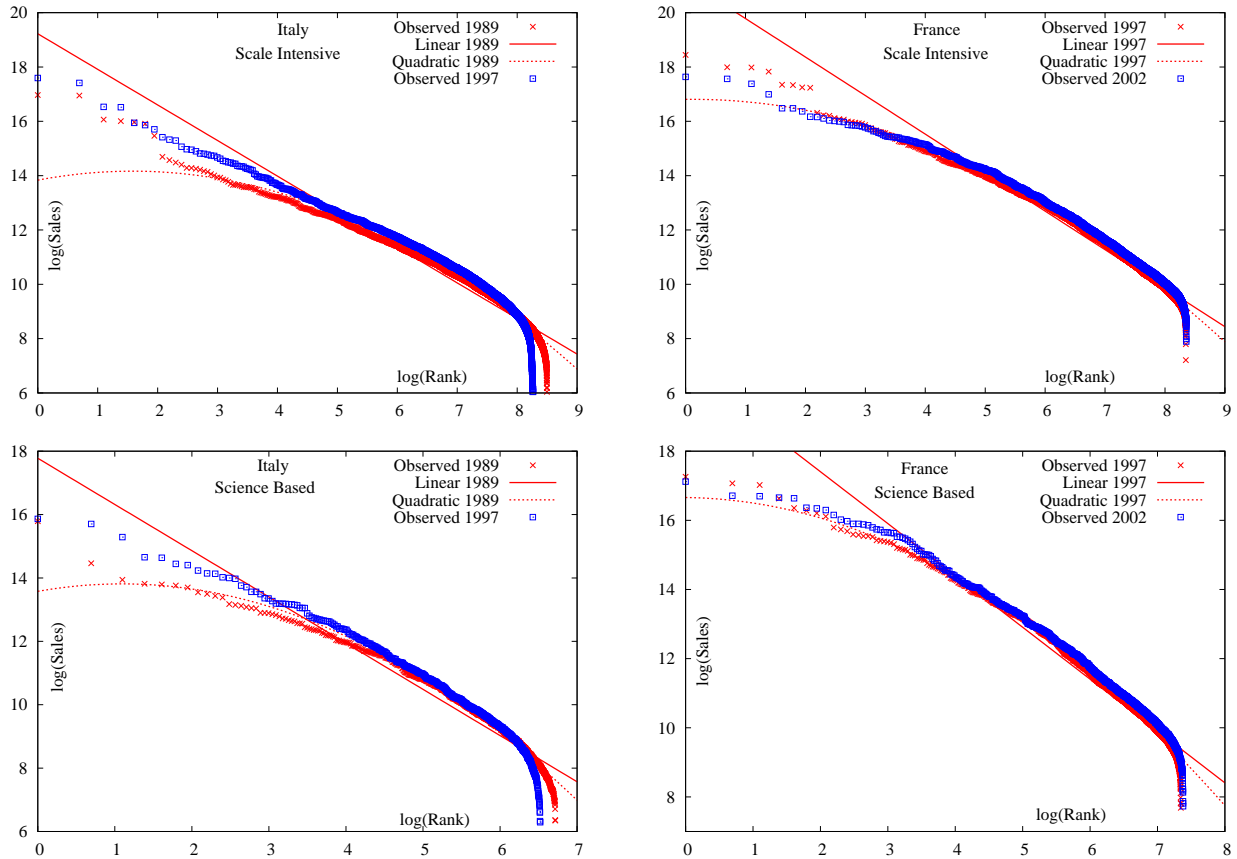 Italy
Scale Intensive
Observed 1989
Linear 1989
Quadratic 1989
Observed 1997
log(Sales)
log(Rank)
20
18
16
14
12
10
8
6
0 1 2 3 4 5 6 7 8 9
France
Scale Intensive
Observed 1997
Linear 1997
Quadratic 1997
Observed 2002
log(Sales)
log(Rank)
20
18
16
14
12
10
8
6
0 1 2 3 4 5 6 7 8 9
Italy
Science Based
Observed 1989
Linear 1989
Quadratic 1989
Observed 1997
log(Sales)
log(Rank)
18
16
14
12
10
8
6
0 1 2 3 4 5 6 7
France
Science Based
Observed 1997
Linear 1997
Quadratic 1997
Observed 2002
log(Sales)
log(Rank)
18
16
14
12
10
8
0 1 2 3 4 5 6 7 8